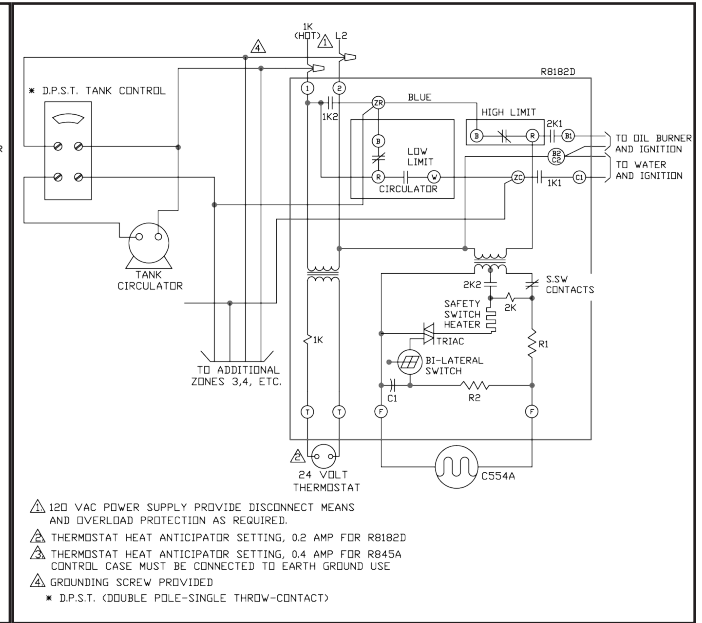 1K
(HOT) 1 L2
4
R8182D
* D.P.S.T. TANK CONTROL
1 2
BLUE
ZR
1K2
HIGH LIMIT
2K1
B R B1
TO OIL BURNER
AND IGNITION
B2
C2
B
LOW
LIMIT
R W
CIRCULATOR
ZC
1K1
C1
TO WATER
AND IGNITION
TANK
CIRCULATOR
2K2
S.SW
CONTACTS
SAFETY
SWITCH
HEATER
2K
TRIAC
R1
1K
BI-LATERAL
SWITCH
TO ADDITIONAL
ZONES 3,4, ETC.
C1
R2
T T F F
2
24 VOLT
THERMOSTAT
C554A
1 120 VAC POWER SUPPLY PROVIDE DISCONNECT MEANS
AND OVERLOAD PROTECTION AS REQUIRED.
2 THERMOSTAT HEAT ANTICIPATOR SETTING, 0.2 AMP FOR R8182D
3 THERMOSTAT HEAT ANTICIPATOR SETTING, 0.4 AMP FOR R845A
CONTROL CASE MUST BE CONNECTED TO EARTH GROUND USE
4 GROUNDING SCREW PROVIDED
* D.P.S.T. (DOUBLE POLE-SINGLE THROW-CONTACT)